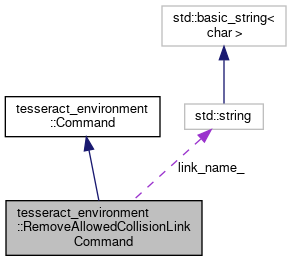 std::basic_string<
char >
tesseract_environment
::Command
std::string
link_name_
tesseract_environment
::RemoveAllowedCollisionLink
Command